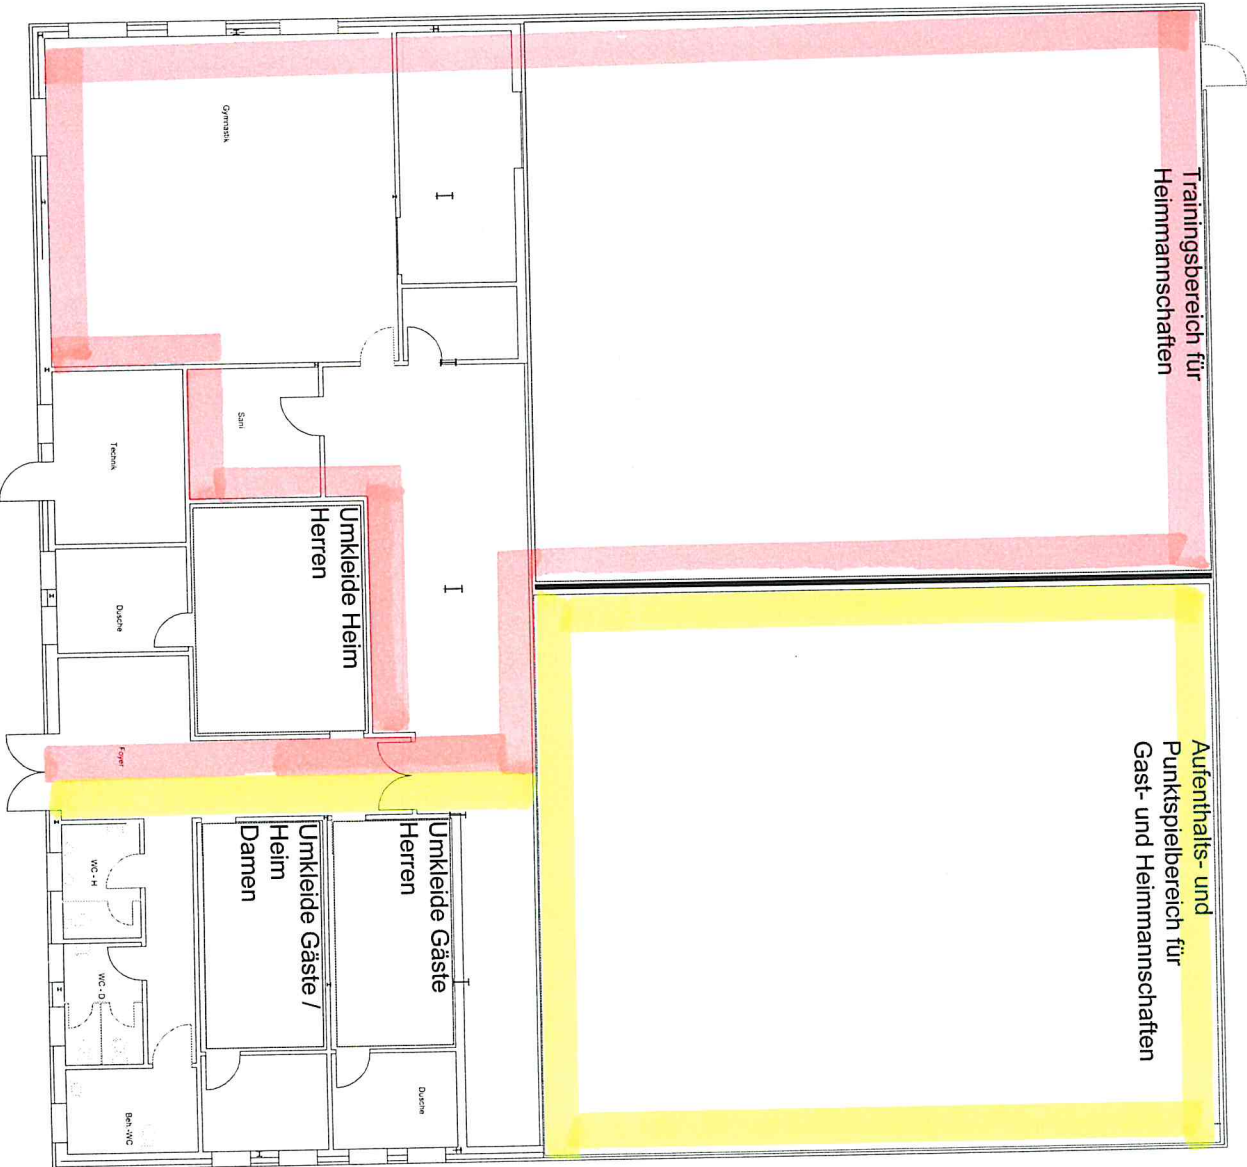 Trainingsbereich für
Heimmannschaften
Aufenthalts- und
Punktspielbereich für
Gast- und Heimmannschaften
Gymnastik
Sani
Technik
Umkleide Heim
Herren
Dusche
Foyer
Umkleide Gäste
Herren
Umkleide Gäste /
Heim
Damen
WC - H
WC - D
Dusche
Beh.-WC